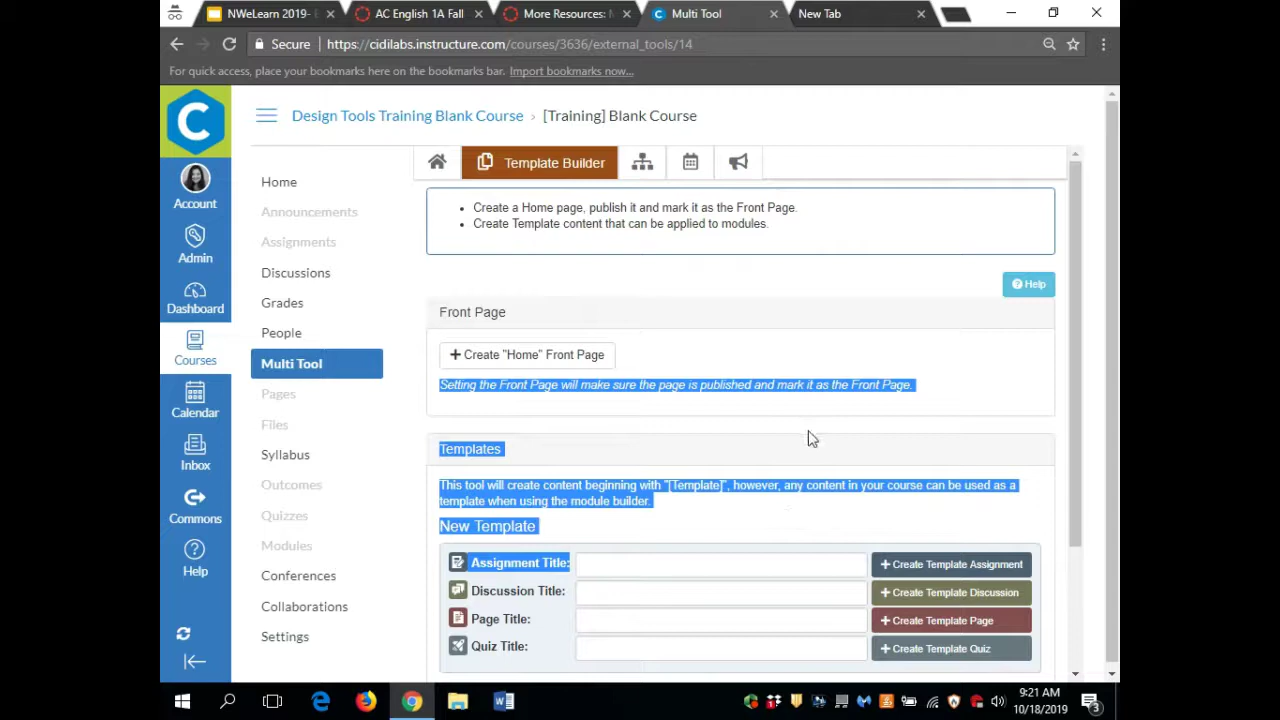 NWeLearn 2019- E
AC English 1A Fall
More Resources: M
Multi Tool
New Tab
Secure
https://cidilabs.instructure.com/courses/3636/external_tools/14
For quick access, place your bookmarks here on the bookmarks bar. Import bookmarks now...
C
Design Tools Training Blank Course › [Training] Blank Course
Account
Admin
Dashboard
Courses
Calendar
Inbox
Commons
Help
Home
Announcements
Assignments
Discussions
Grades
People
Multi Tool
Pages
Files
Syllabus
Outcomes
Quizzes
Modules
Conferences
Collaborations
Settings
Template Builder
• Create a Home page, publish it and mark it as the Front Page.
• Create Template content that can be applied to modules.
Help
Front Page
+ Create "Home" Front Page
Setting the Front Page will make sure the page is published and mark it as the Front Page.
Templates
This tool will create content beginning with "[Template]", however, any content in your course can be used as a
template when using the module builder.
New Template
Assignment Title: + Create Template Assignment
Discussion Title: + Create Template Discussion
Page Title: + Create Template Page
Quiz Title: + Create Template Quiz
9:21 AM
10/18/2019
3